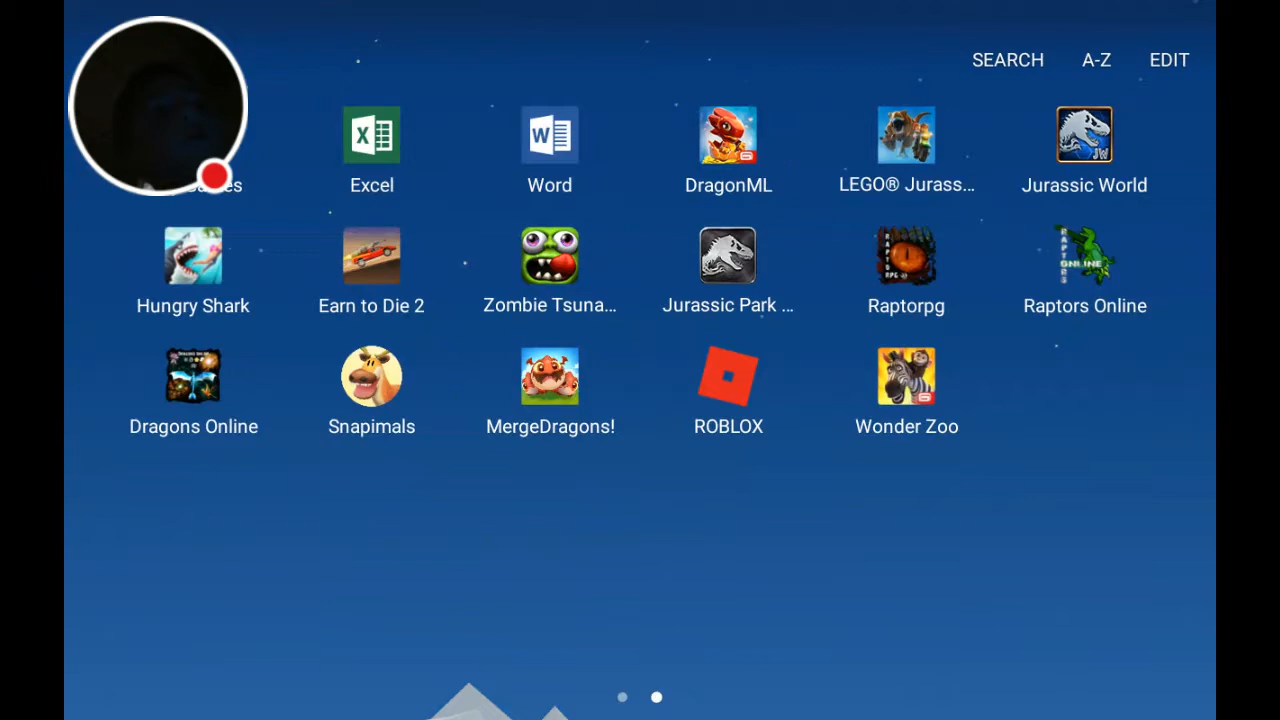 SEARCH A-Z EDIT
Excel Word DragonML LEGO® Jurass... Jurassic World
Hungry Shark Earn to Die 2 Zombie Tsuna... Jurassic Park ... Raptorpg Raptors Online
Dragons Online Snapimals MergeDragons! ROBLOX Wonder Zoo